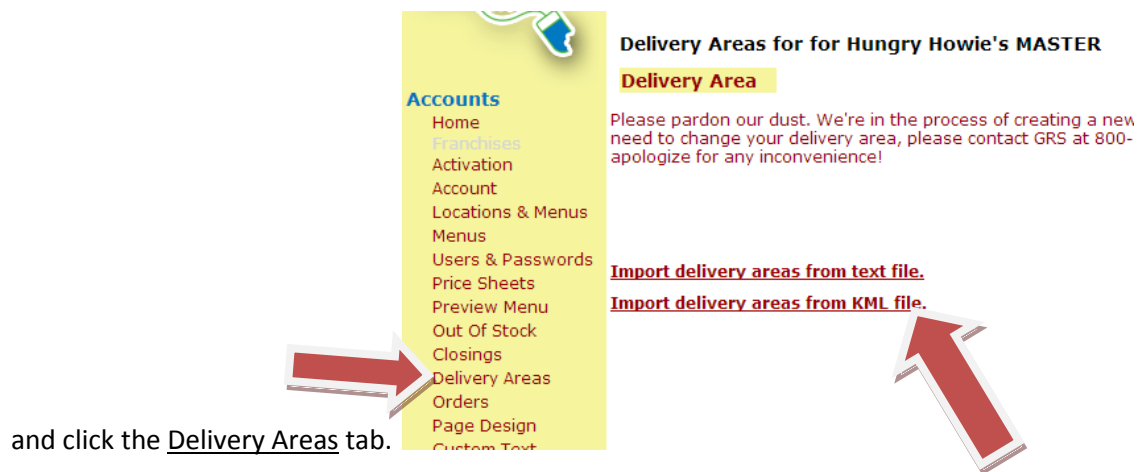 Delivery Areas for for Hungry Howie's MASTER
Delivery Area
Please pardon our dust. We're in the process of creating a new
need to change your delivery area, please contact GRS at 800-
apologize for any inconvenience!
Import delivery areas from text file.
Import delivery areas from KML file.
Accounts
Home
Franchises
Activation
Account
Locations & Menus
Menus
Users & Passwords
Price Sheets
Preview Menu
Out Of Stock
Closings
Delivery Areas
Orders
Page Design
Custom Text
and click the Delivery Areas tab.